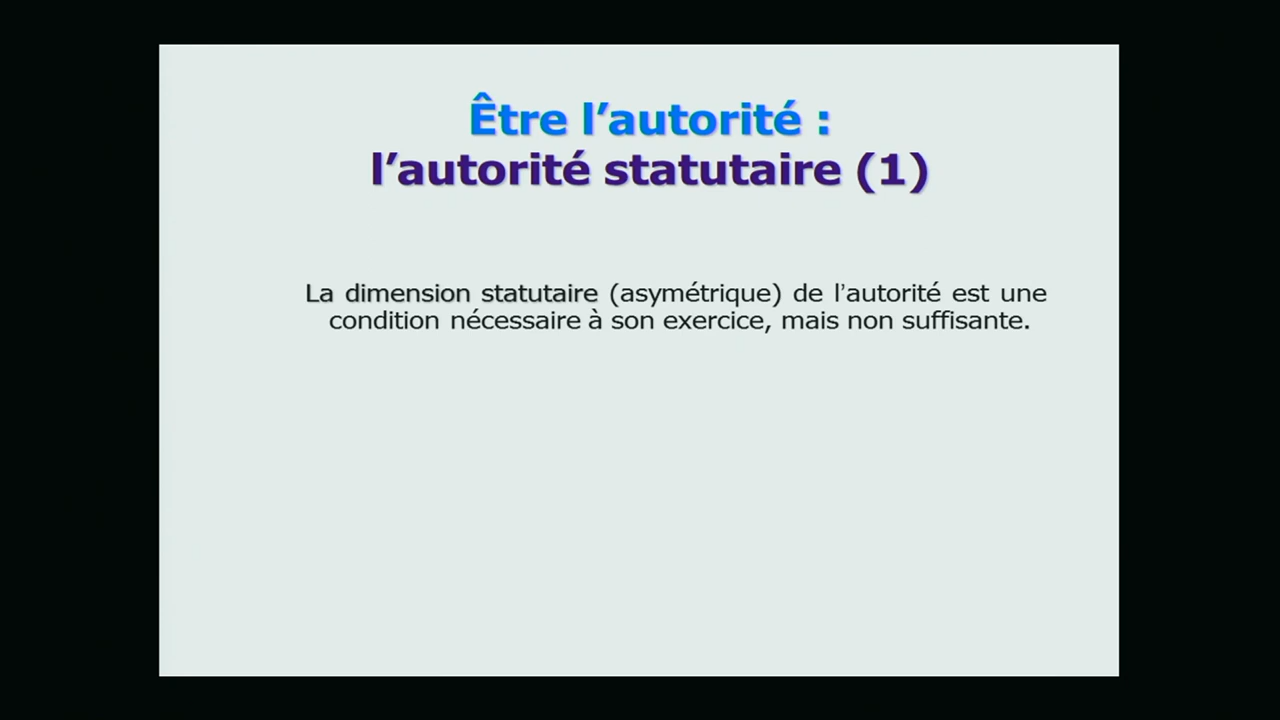 Être l’autorité :
l’autorité statutaire (1)
La dimension statutaire (asymétrique) de l’autorité est une
condition nécessaire à son exercice, mais non suffisante.